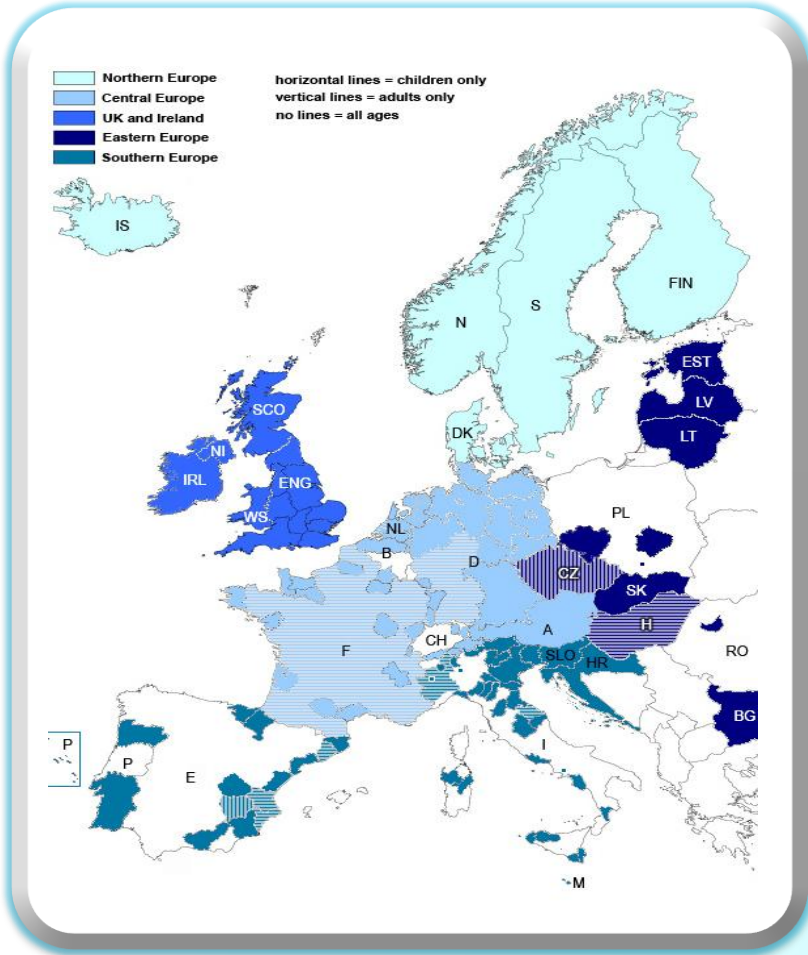 Northern Europe
Central Europe
UK and Ireland
Eastern Europe
Southern Europe
horizontal lines = children only
vertical lines = adults only
no lines = all ages
IS
FIN
S
N
EST
SCO
LV
DK
LT
NI
IRL
ENG
PL
WS
NL
B
D
CZ
SK
H
A
CH
F
SLO
HR
RO
BG
P
I
P
E
M